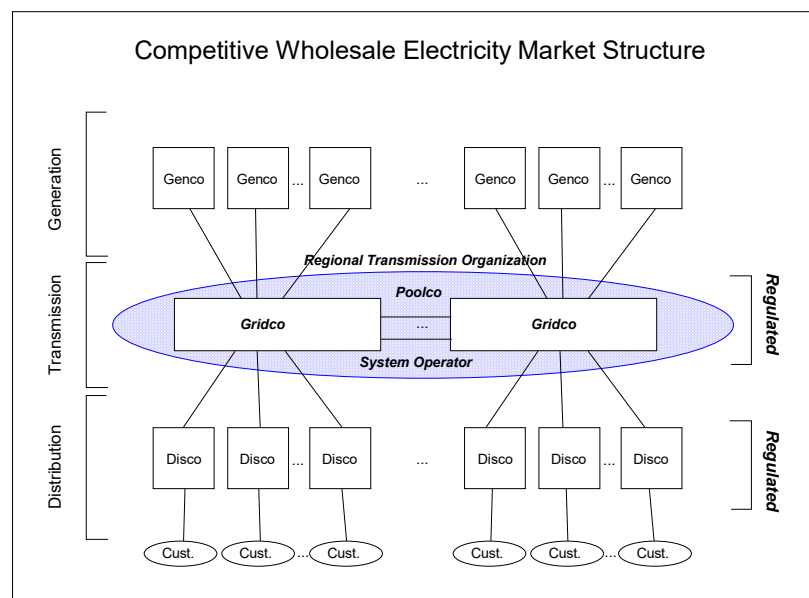 Competitive Wholesale Electricity Market Structure
Generation
Genco Genco ... Genco ... Genco Genco ... Genco
Regional Transmission Organization
Transmission
Poolco
Gridco ... Gridco
System Operator
Regulated
Distribution
Disco Disco ... Disco ... Disco Disco ... Disco
Regulated
Cust. Cust. ... Cust. Cust. Cust. ... Cust.